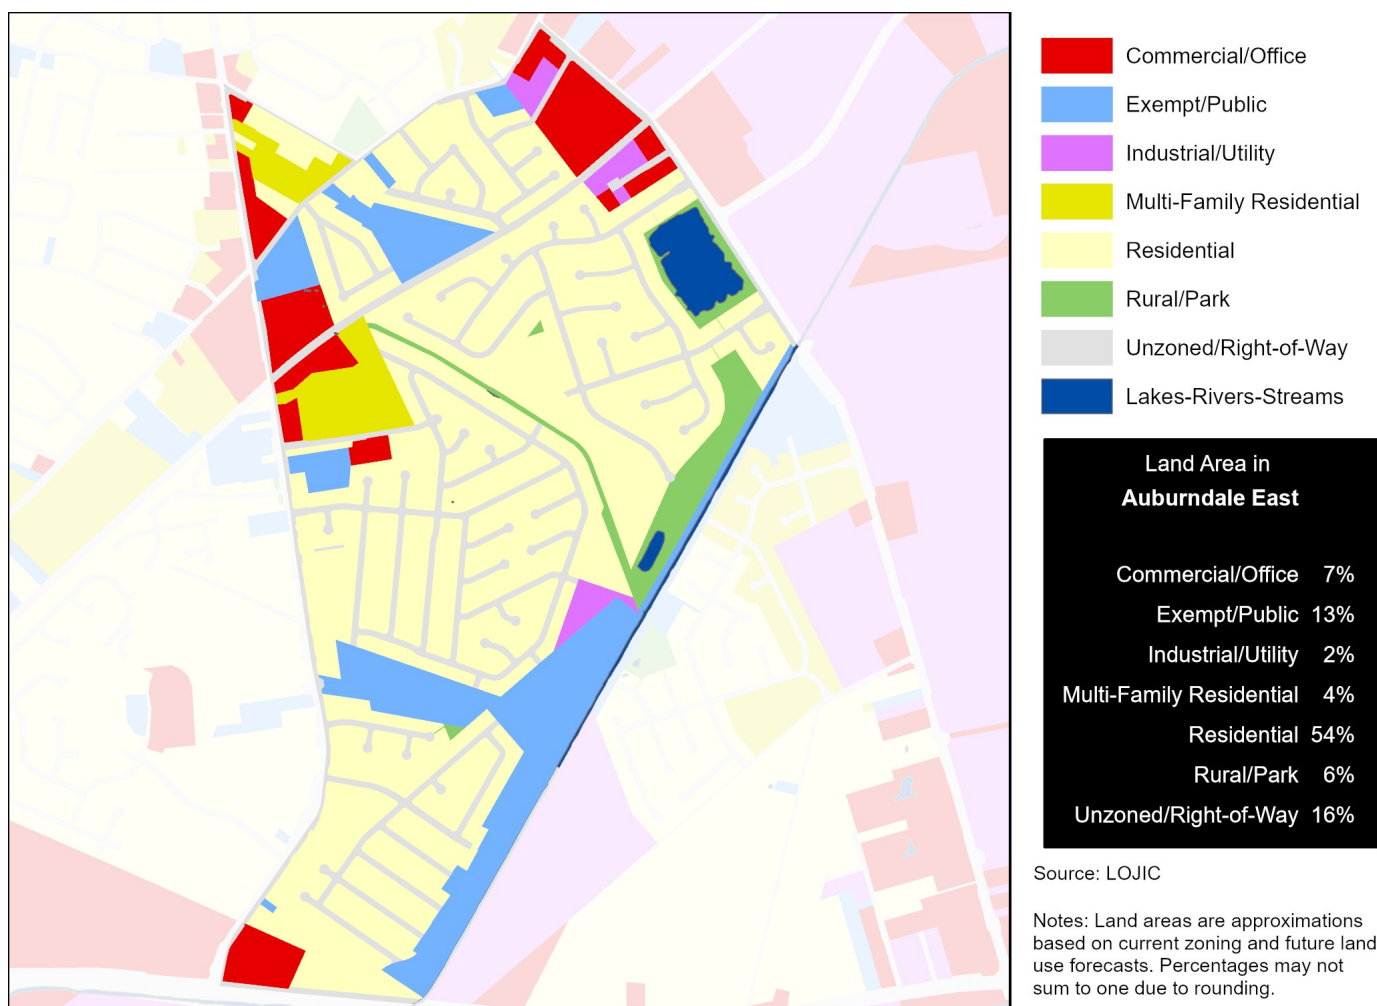 Commercial/Office
Exempt/Public
Industrial/Utility
Multi-Family Residential
Residential
Rural/Park
Unzoned/Right-of-Way
Lakes-Rivers-Streams
Land Area in
Auburndale East
Commercial/Office 7%
Exempt/Public 13%
Industrial/Utility 2%
Multi-Family Residential 4%
Residential 54%
Rural/Park 6%
Unzoned/Right-of-Way 16%
Source: LOJIC
Notes: Land areas are approximations
based on current zoning and future land
use forecasts. Percentages may not
sum to one due to rounding.